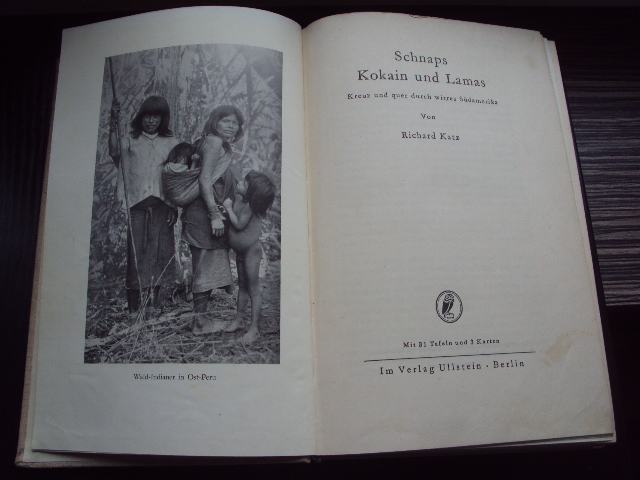 Wald-Indianer in Ost-Peru
Schnaps
Kokain und Lamas
Kreuz und quer durch wirres Südamerika
Von
Richard Katz
Mit 31 Tafeln und 3 Karten
Im Verlag Ullstein · Berlin